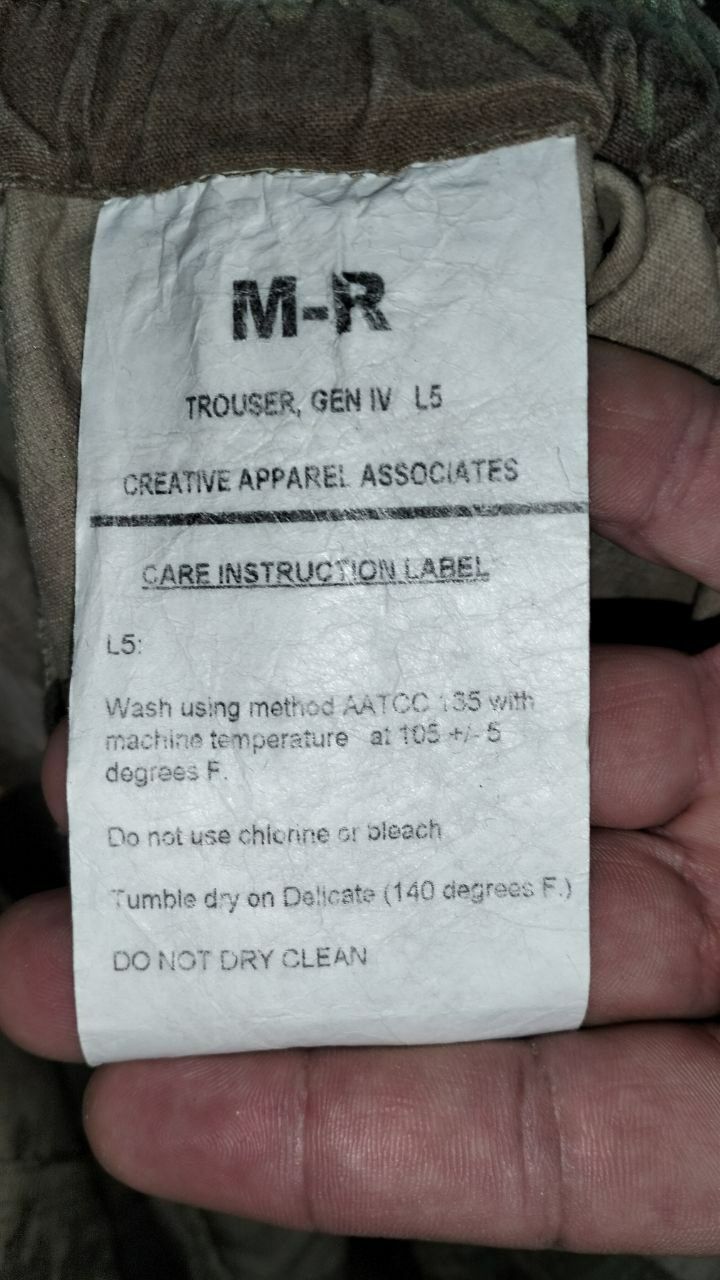 M-R
TROUSER, GEN IV L5
CREATIVE APPAREL ASSOCIATES
CARE INSTRUCTION LABEL
L5:
Wash using method AATCC 135 with
machine temperature at 105 +/- 5
degrees F.
Do not use chlorine or bleach
Tumble dry on Delicate (140 degrees F.)
DO NOT DRY CLEAN